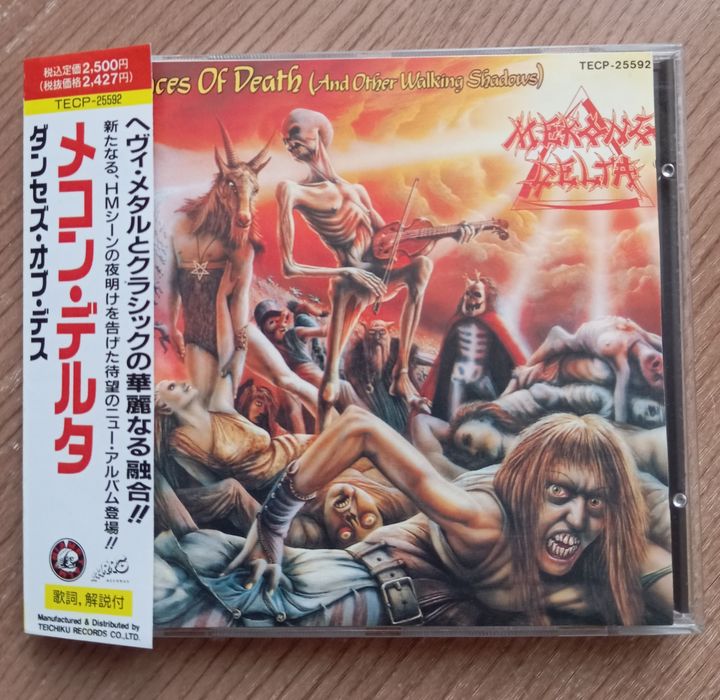 税込定価2,500円
(税抜価格2,427円)
TECP-25592
ヘヴィ・メタルとクラシックの華麗なる融合!!
新たなる、HMシーンの夜明けを告げた待望のニュー・アルバム登場!!
メコン・デルタ
ダンセズ・オブ・デス
AAARRG
RECORDS
歌詞,解説付
Manufactured & Distributed by
TEICHIKU RECORDS CO.,LTD.
TECP-25592
ces Of Death (And Other Walking Shadows)
MEKONG
DELTA